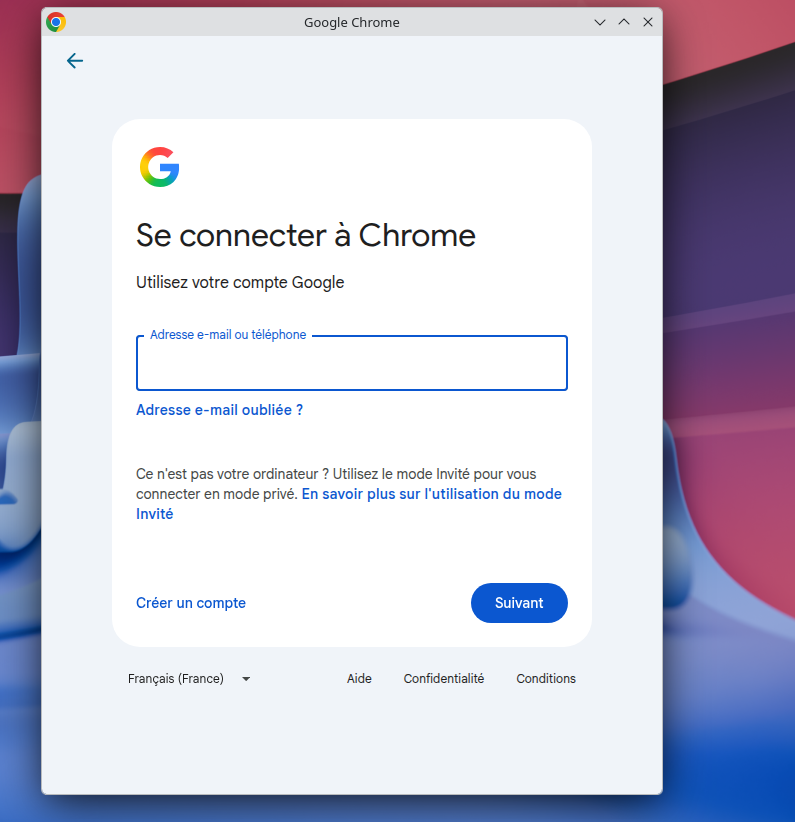 Google Chrome
Se connecter à Chrome
Utilisez votre compte Google
Adresse e-mail ou téléphone
Adresse e-mail oubliée ?
Ce n'est pas votre ordinateur ? Utilisez le mode Invité pour vous
connecter en mode privé. En savoir plus sur l'utilisation du mode
Invité
Créer un compte
Suivant
Français (France)
Aide
Confidentialité
Conditions